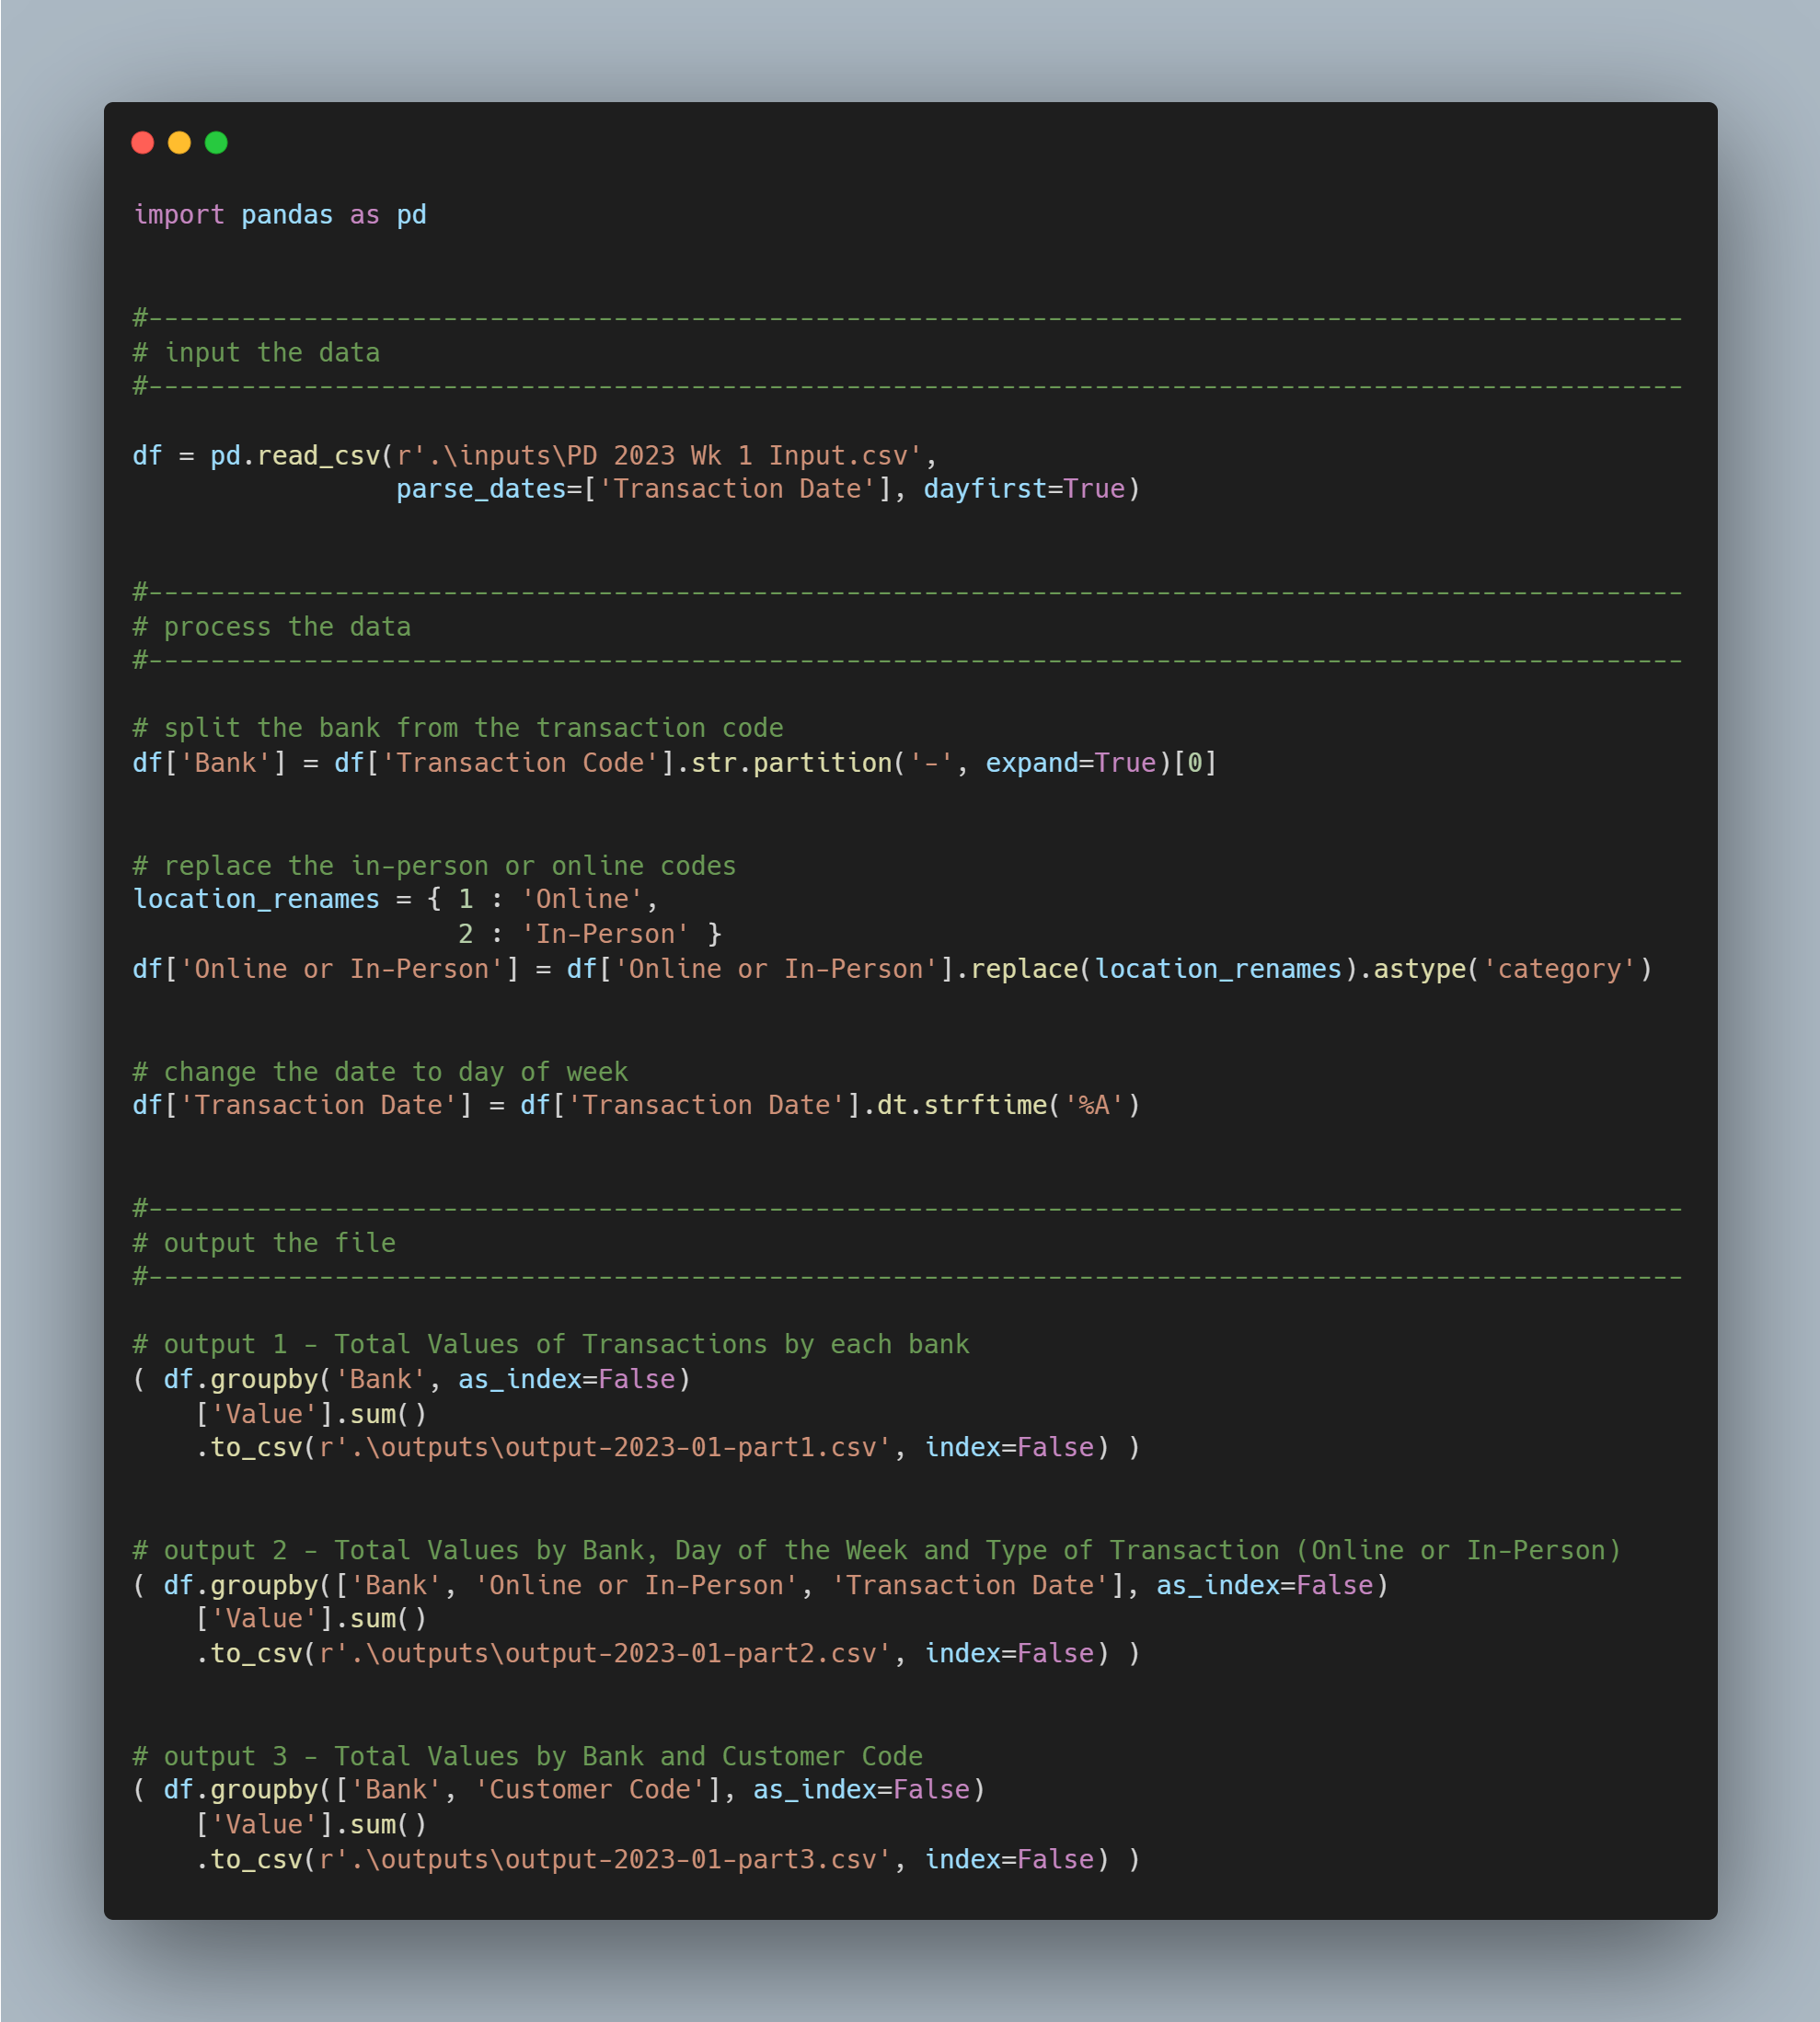 import pandas as pd
#---------------------------------------------------------------------------------------------------
# input the data
#---------------------------------------------------------------------------------------------------
df = pd.read_csv(r'.\inputs\PD 2023 Wk 1 Input.csv',
                 parse_dates=['Transaction Date'], dayfirst=True)
#---------------------------------------------------------------------------------------------------
# process the data
#---------------------------------------------------------------------------------------------------
# split the bank from the transaction code
df['Bank'] = df['Transaction Code'].str.partition('-', expand=True)[0]
# replace the in-person or online codes
location_renames = { 1 : 'Online',
                     2 : 'In-Person' }
df['Online or In-Person'] = df['Online or In-Person'].replace(location_renames).astype('category')
# change the date to day of week
df['Transaction Date'] = df['Transaction Date'].dt.strftime('%A')
#---------------------------------------------------------------------------------------------------
# output the file
#---------------------------------------------------------------------------------------------------
# output 1 - Total Values of Transactions by each bank
( df.groupby('Bank', as_index=False)
    ['Value'].sum()
    .to_csv(r'.\outputs\output-2023-01-part1.csv', index=False) )
# output 2 - Total Values by Bank, Day of the Week and Type of Transaction (Online or In-Person)
( df.groupby(['Bank', 'Online or In-Person', 'Transaction Date'], as_index=False)
    ['Value'].sum()
    .to_csv(r'.\outputs\output-2023-01-part2.csv', index=False) )
# output 3 - Total Values by Bank and Customer Code
( df.groupby(['Bank', 'Customer Code'], as_index=False)
    ['Value'].sum()
    .to_csv(r'.\outputs\output-2023-01-part3.csv', index=False) )